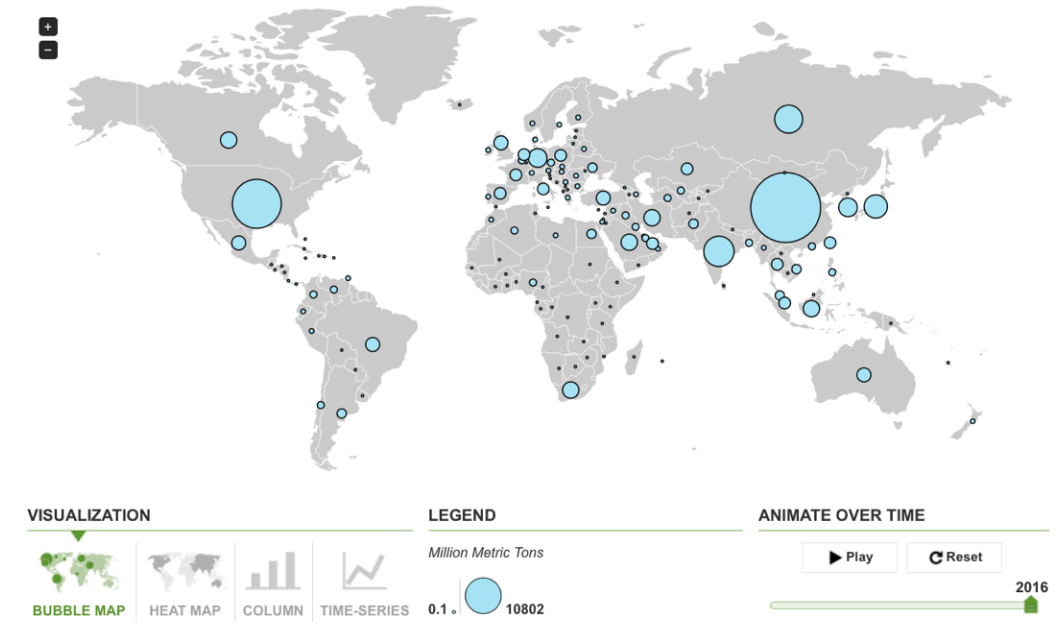 +
−
VISUALIZATION
LEGEND
ANIMATE OVER TIME
Million Metric Tons
Play
Reset
2016
BUBBLE MAP
HEAT MAP
COLUMN
TIME-SERIES
0.1
10802